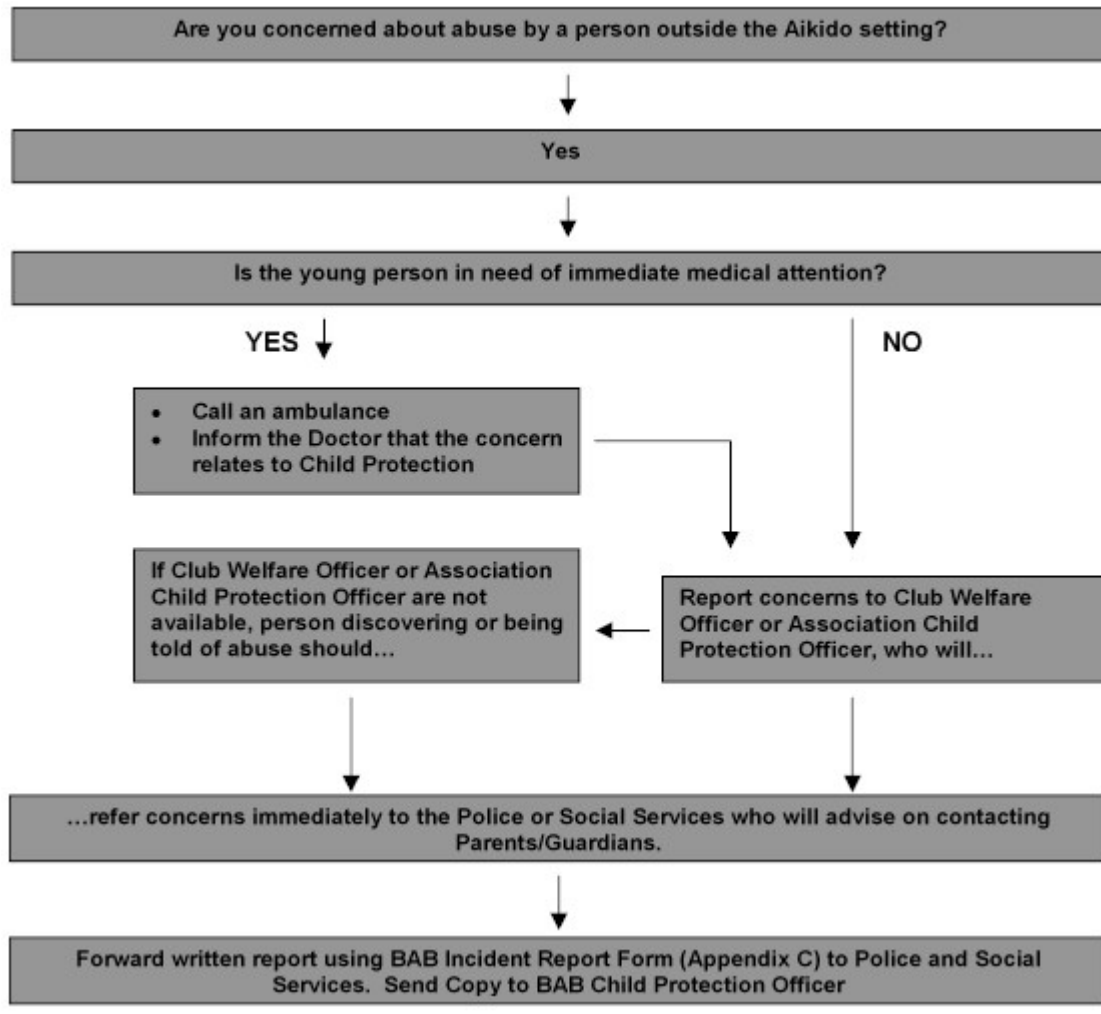 Are you concerned about abuse by a person outside the Aikido setting?
Yes
Is the young person in need of immediate medical attention?
YES
NO
• Call an ambulance
• Inform the Doctor that the concern
relates to Child Protection
If Club Welfare Officer or Association
Child Protection Officer are not
available, person discovering or being
told of abuse should…
Report concerns to Club Welfare
Officer or Association Child
Protection Officer, who will…
…refer concerns immediately to the Police or Social Services who will advise on contacting
Parents/Guardians.
Forward written report using BAB Incident Report Form (Appendix C) to Police and Social
Services. Send Copy to BAB Child Protection Officer